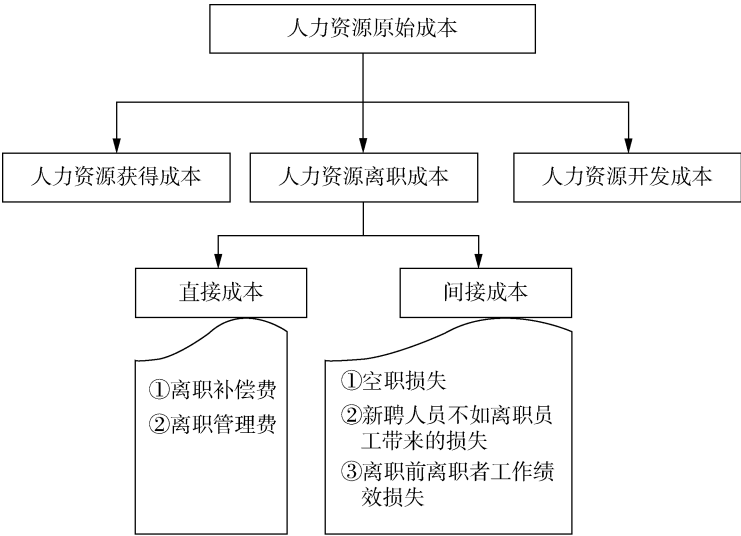 人力资源原始成本
人力资源获得成本
人力资源离职成本
人力资源开发成本
直接成本
间接成本
①离职补偿费
②离职管理费
①空职损失
②新聘人员不如离职员
工带来的损失
③离职前离职者工作绩
效损失